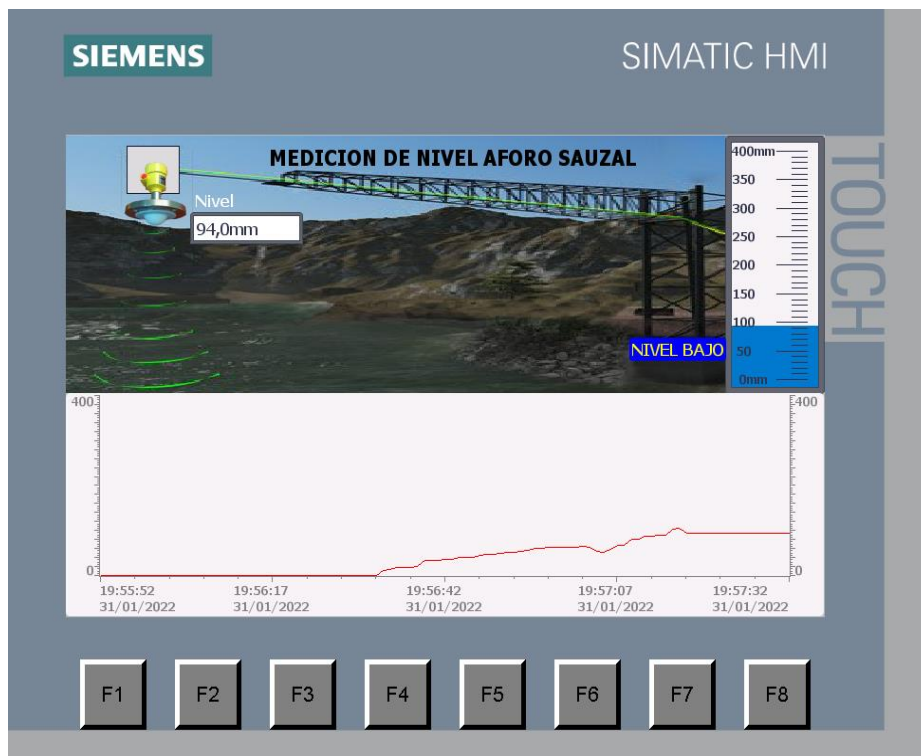 SIEMENS
SIMATIC HMI
TOUCH
MEDICION DE NIVEL AFORO SAUZAL
Nivel
94,0mm
NIVEL BAJO
400mm
350
300
250
200
150
100
50
0mm
400 400
0 0
19:55:52 19:56:17 19:56:42 19:57:07 19:57:32
31/01/2022 31/01/2022 31/01/2022 31/01/2022 31/01/2022
F1 F2 F3 F4 F5 F6 F7 F8